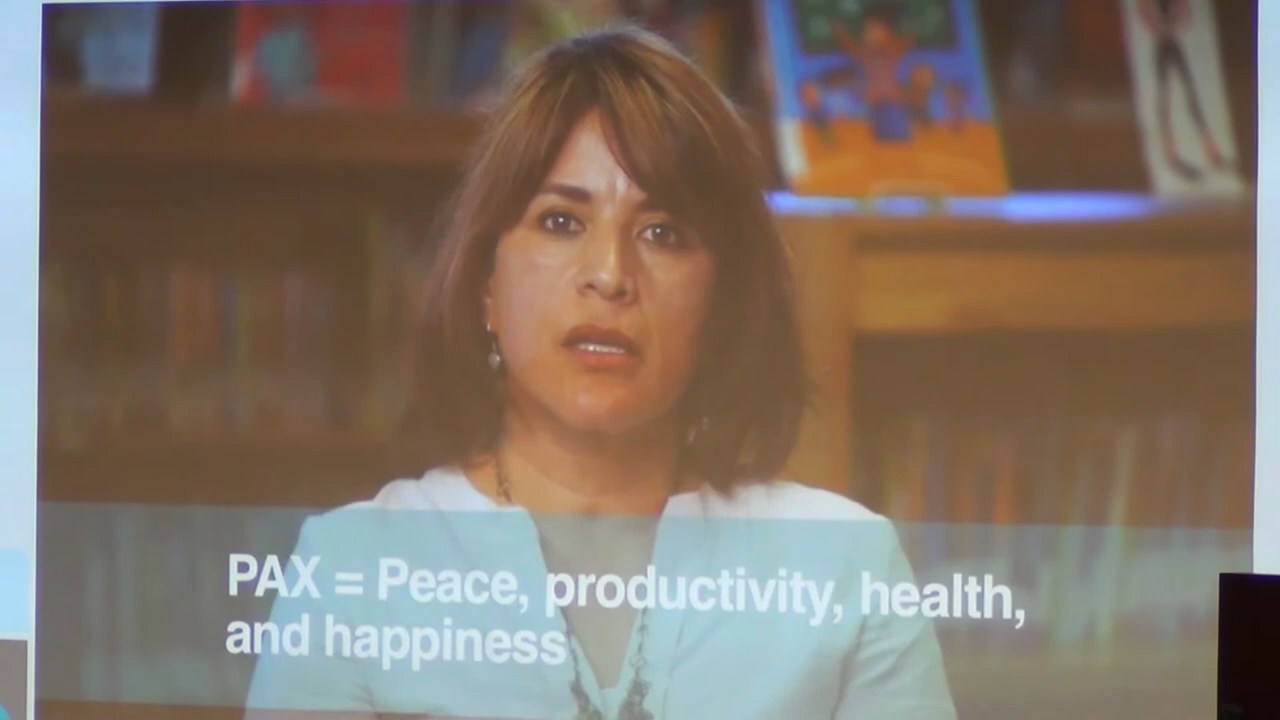 PAX = Peace, productivity, health,
and happiness